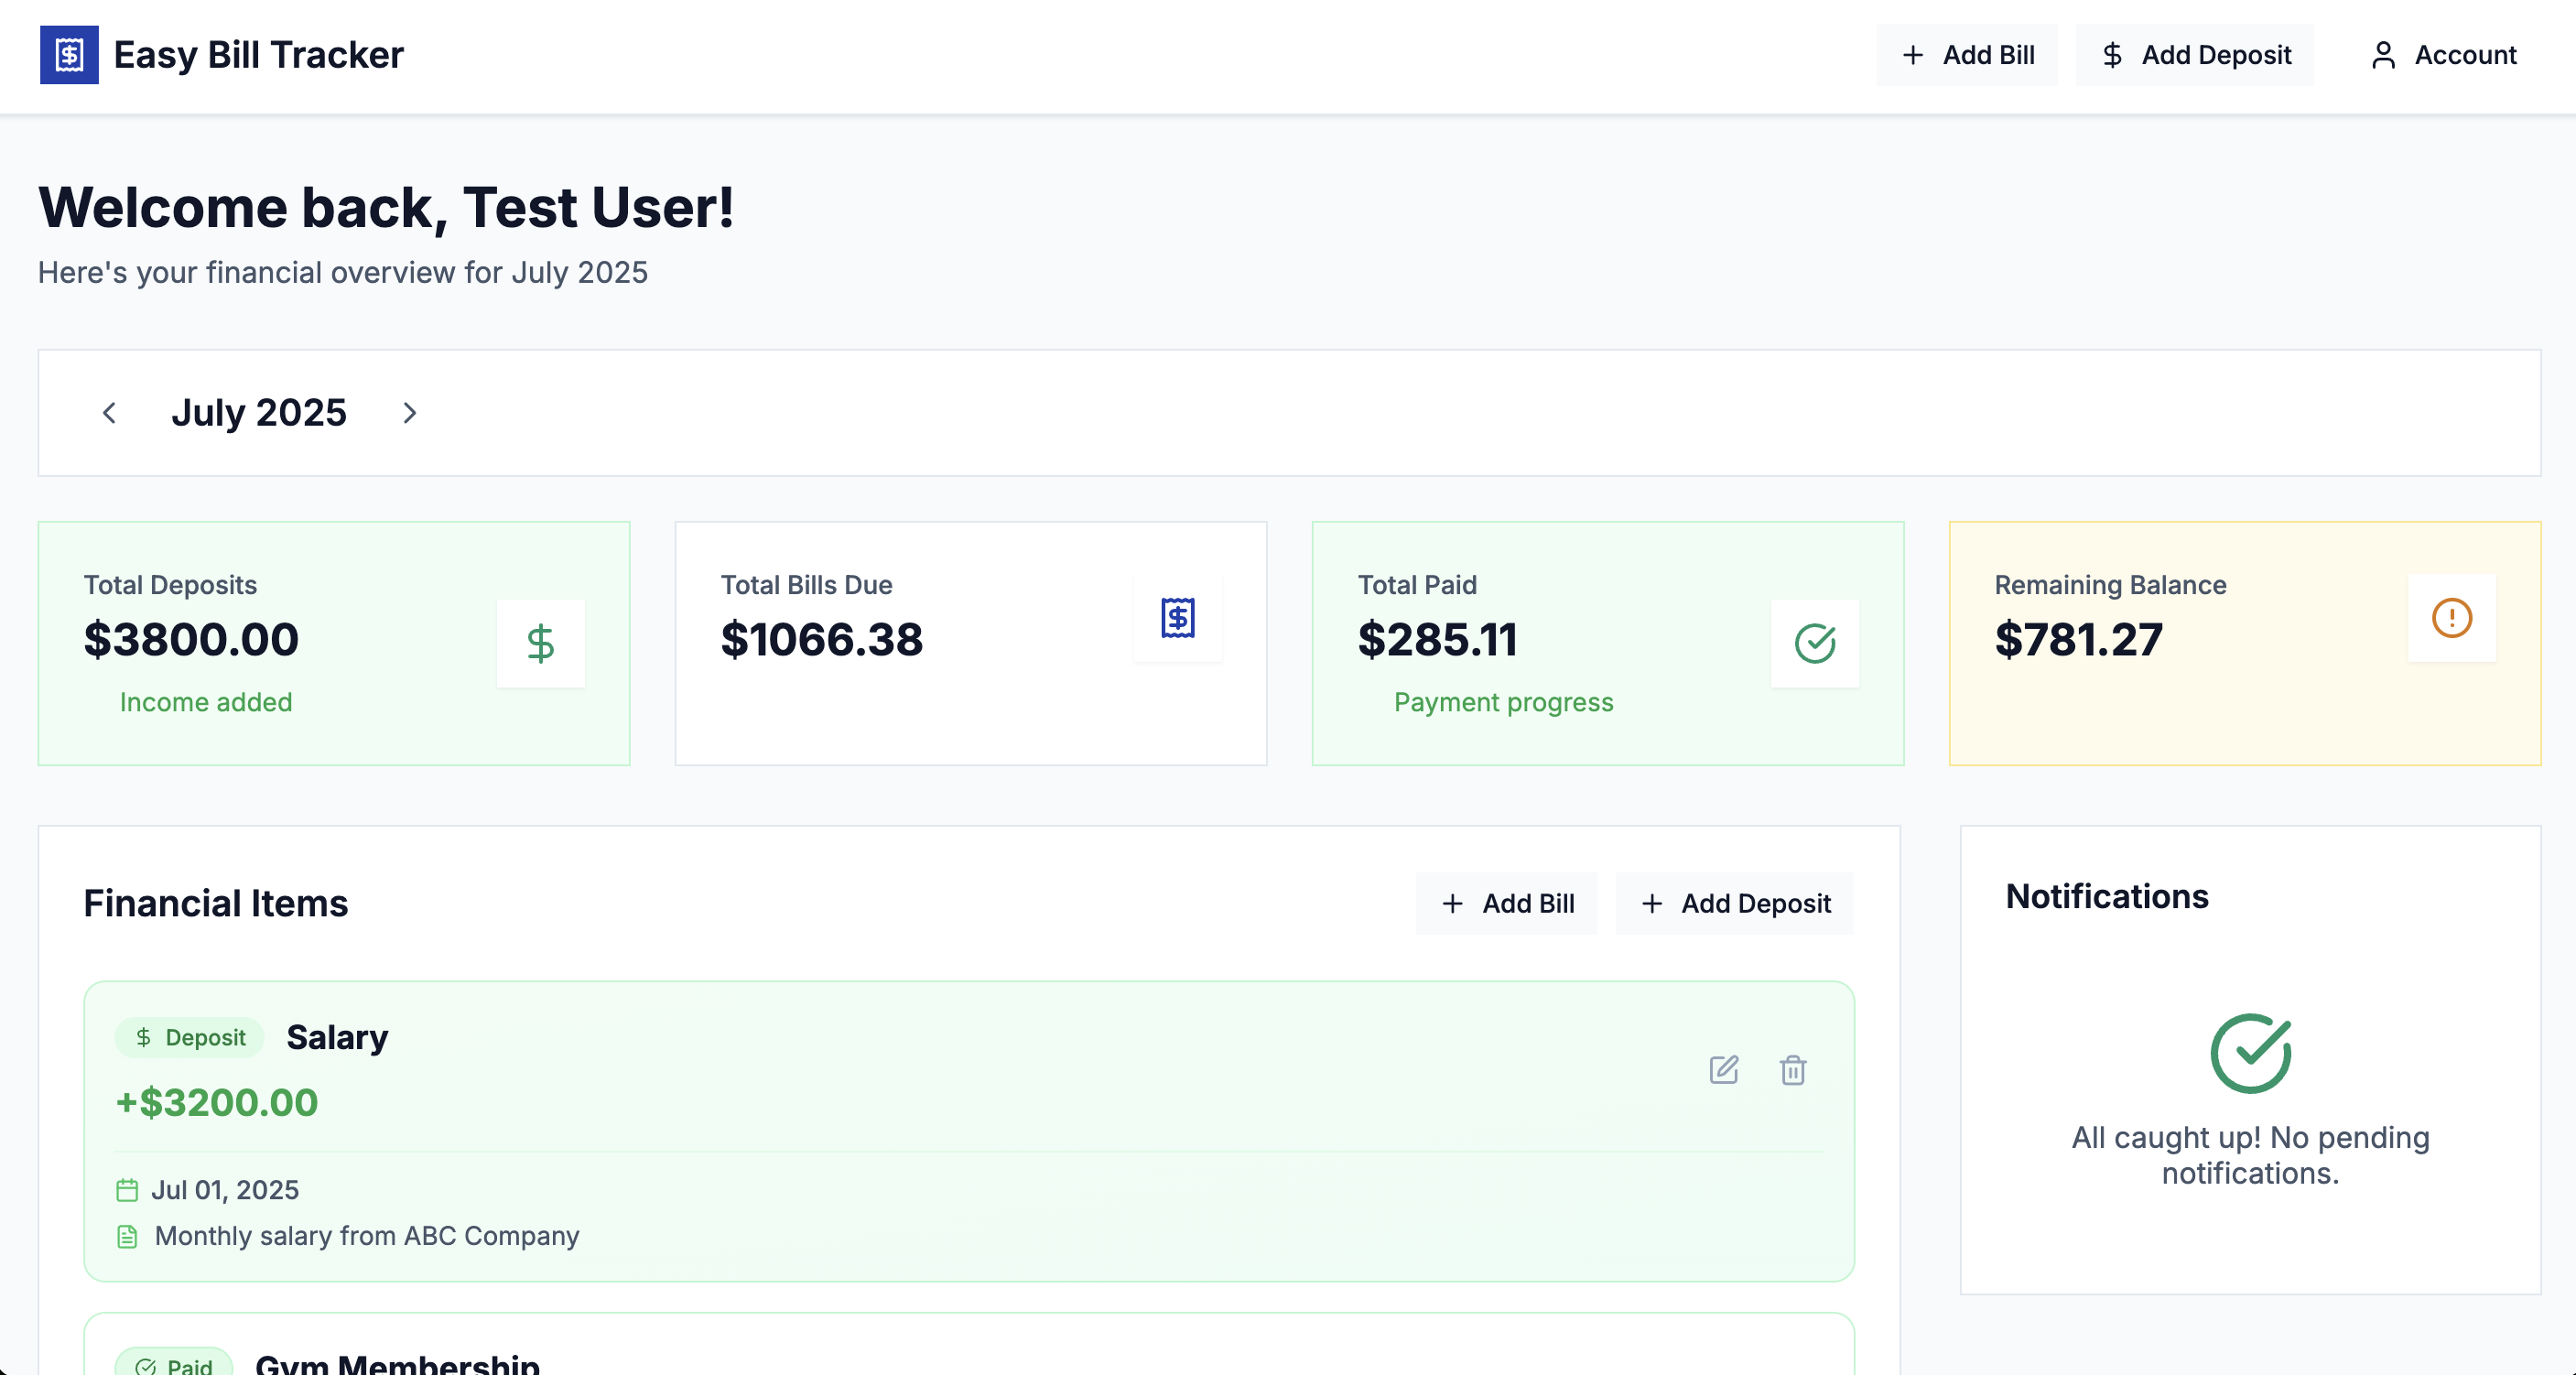 Easy Bill Tracker
Add Bill
Add Deposit
Account
Welcome back, Test User!
Here's your financial overview for July 2025
July 2025
Total Deposits
$3800.00
Income added
Total Bills Due
$1066.38
Total Paid
$285.11
Payment progress
Remaining Balance
$781.27
Financial Items
Add Bill
Add Deposit
Deposit
Salary
+$3200.00
Jul 01, 2025
Monthly salary from ABC Company
Paid
Gym Membership
Notifications
All caught up! No pending
notifications.